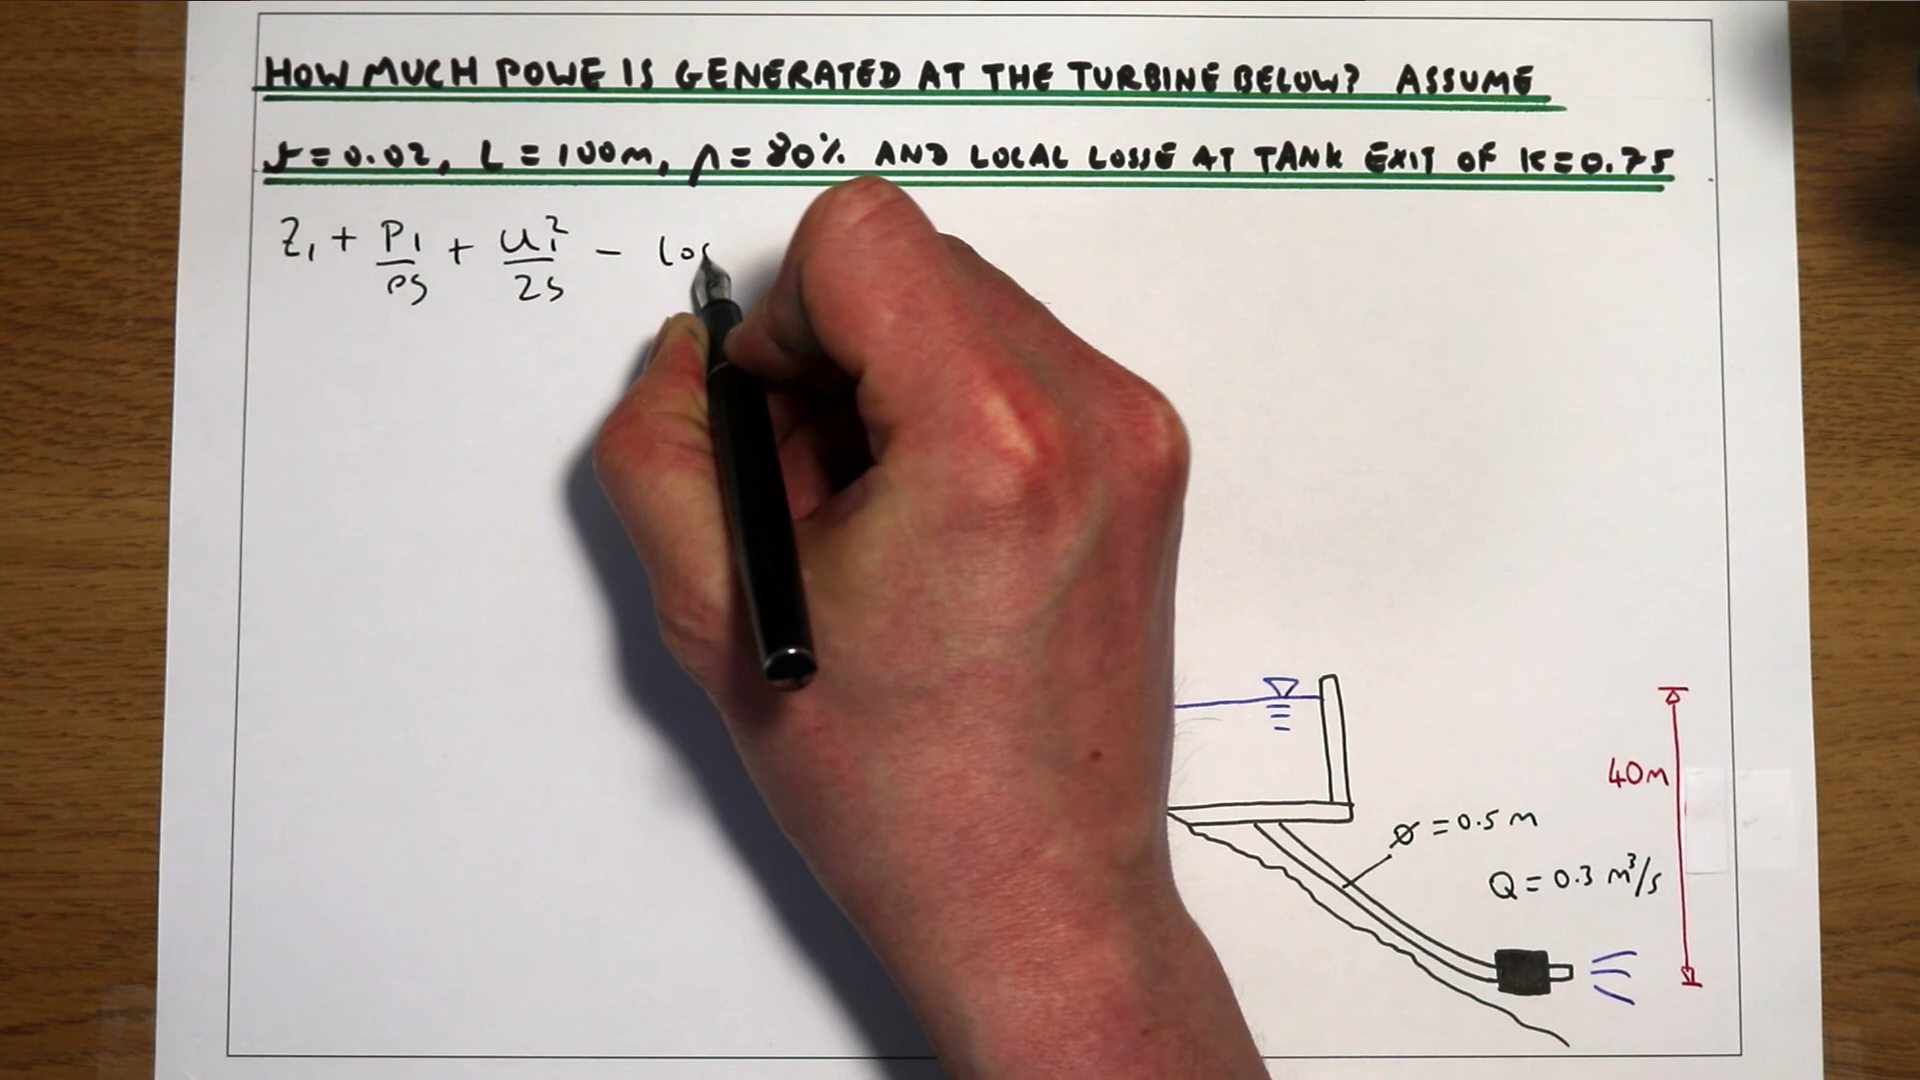 HOW MUCH POWE IS GENERATED AT THE TURBINE BELOW? ASSUME
f = 0.02, L = 100m, η = 80% AND LOCAL LOSSE AT TANK EXIT OF K = 0.75
Z₁ + P₁/ρg + u₁²/2g - los
40m
Ø = 0.5 m
Q = 0.3 m³/s